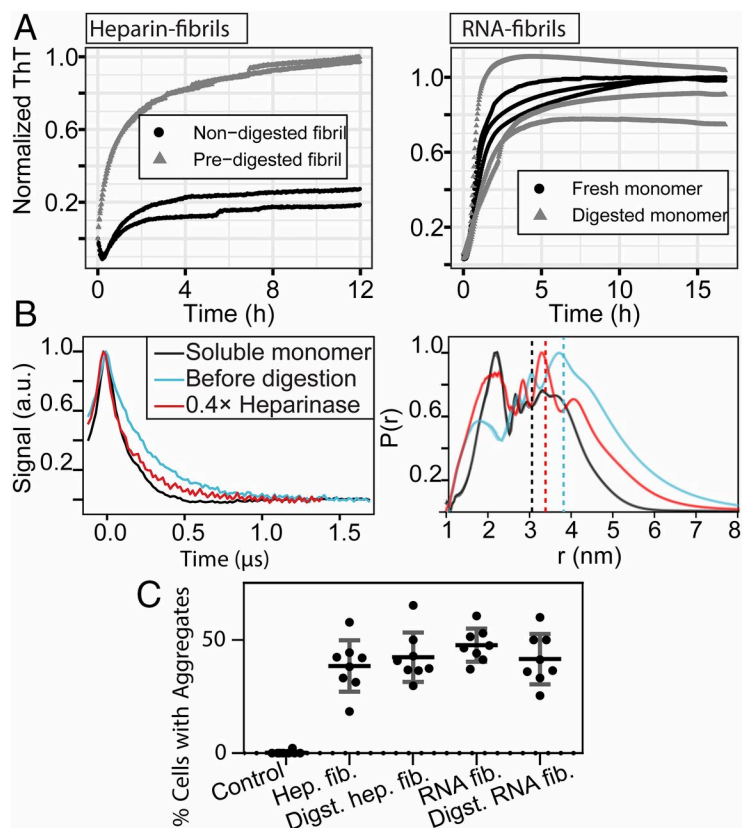 A
Heparin-fibrils
RNA-fibrils
Normalized ThT
1.0
0.6
0.2
Non-digested fibril
Pre-digested fibril
0 4 8 12
Time (h)
1.0
0.6
0.2
Fresh monomer
Digested monomer
0 5 10 15
Time (h)
B
Signal (a.u.)
1.0
0.6
0.2
Soluble monomer
Before digestion
0.4× Heparinase
0.0 0.5 1.0 1.5
Time (μs)
P(r)
1.0
0.6
0.2
1 2 3 4 5 6 7 8
r (nm)
C
% Cells with Aggregates
50
0
Control
Hep. fib.
Digst. hep. fib.
RNA fib.
Digst. RNA fib.